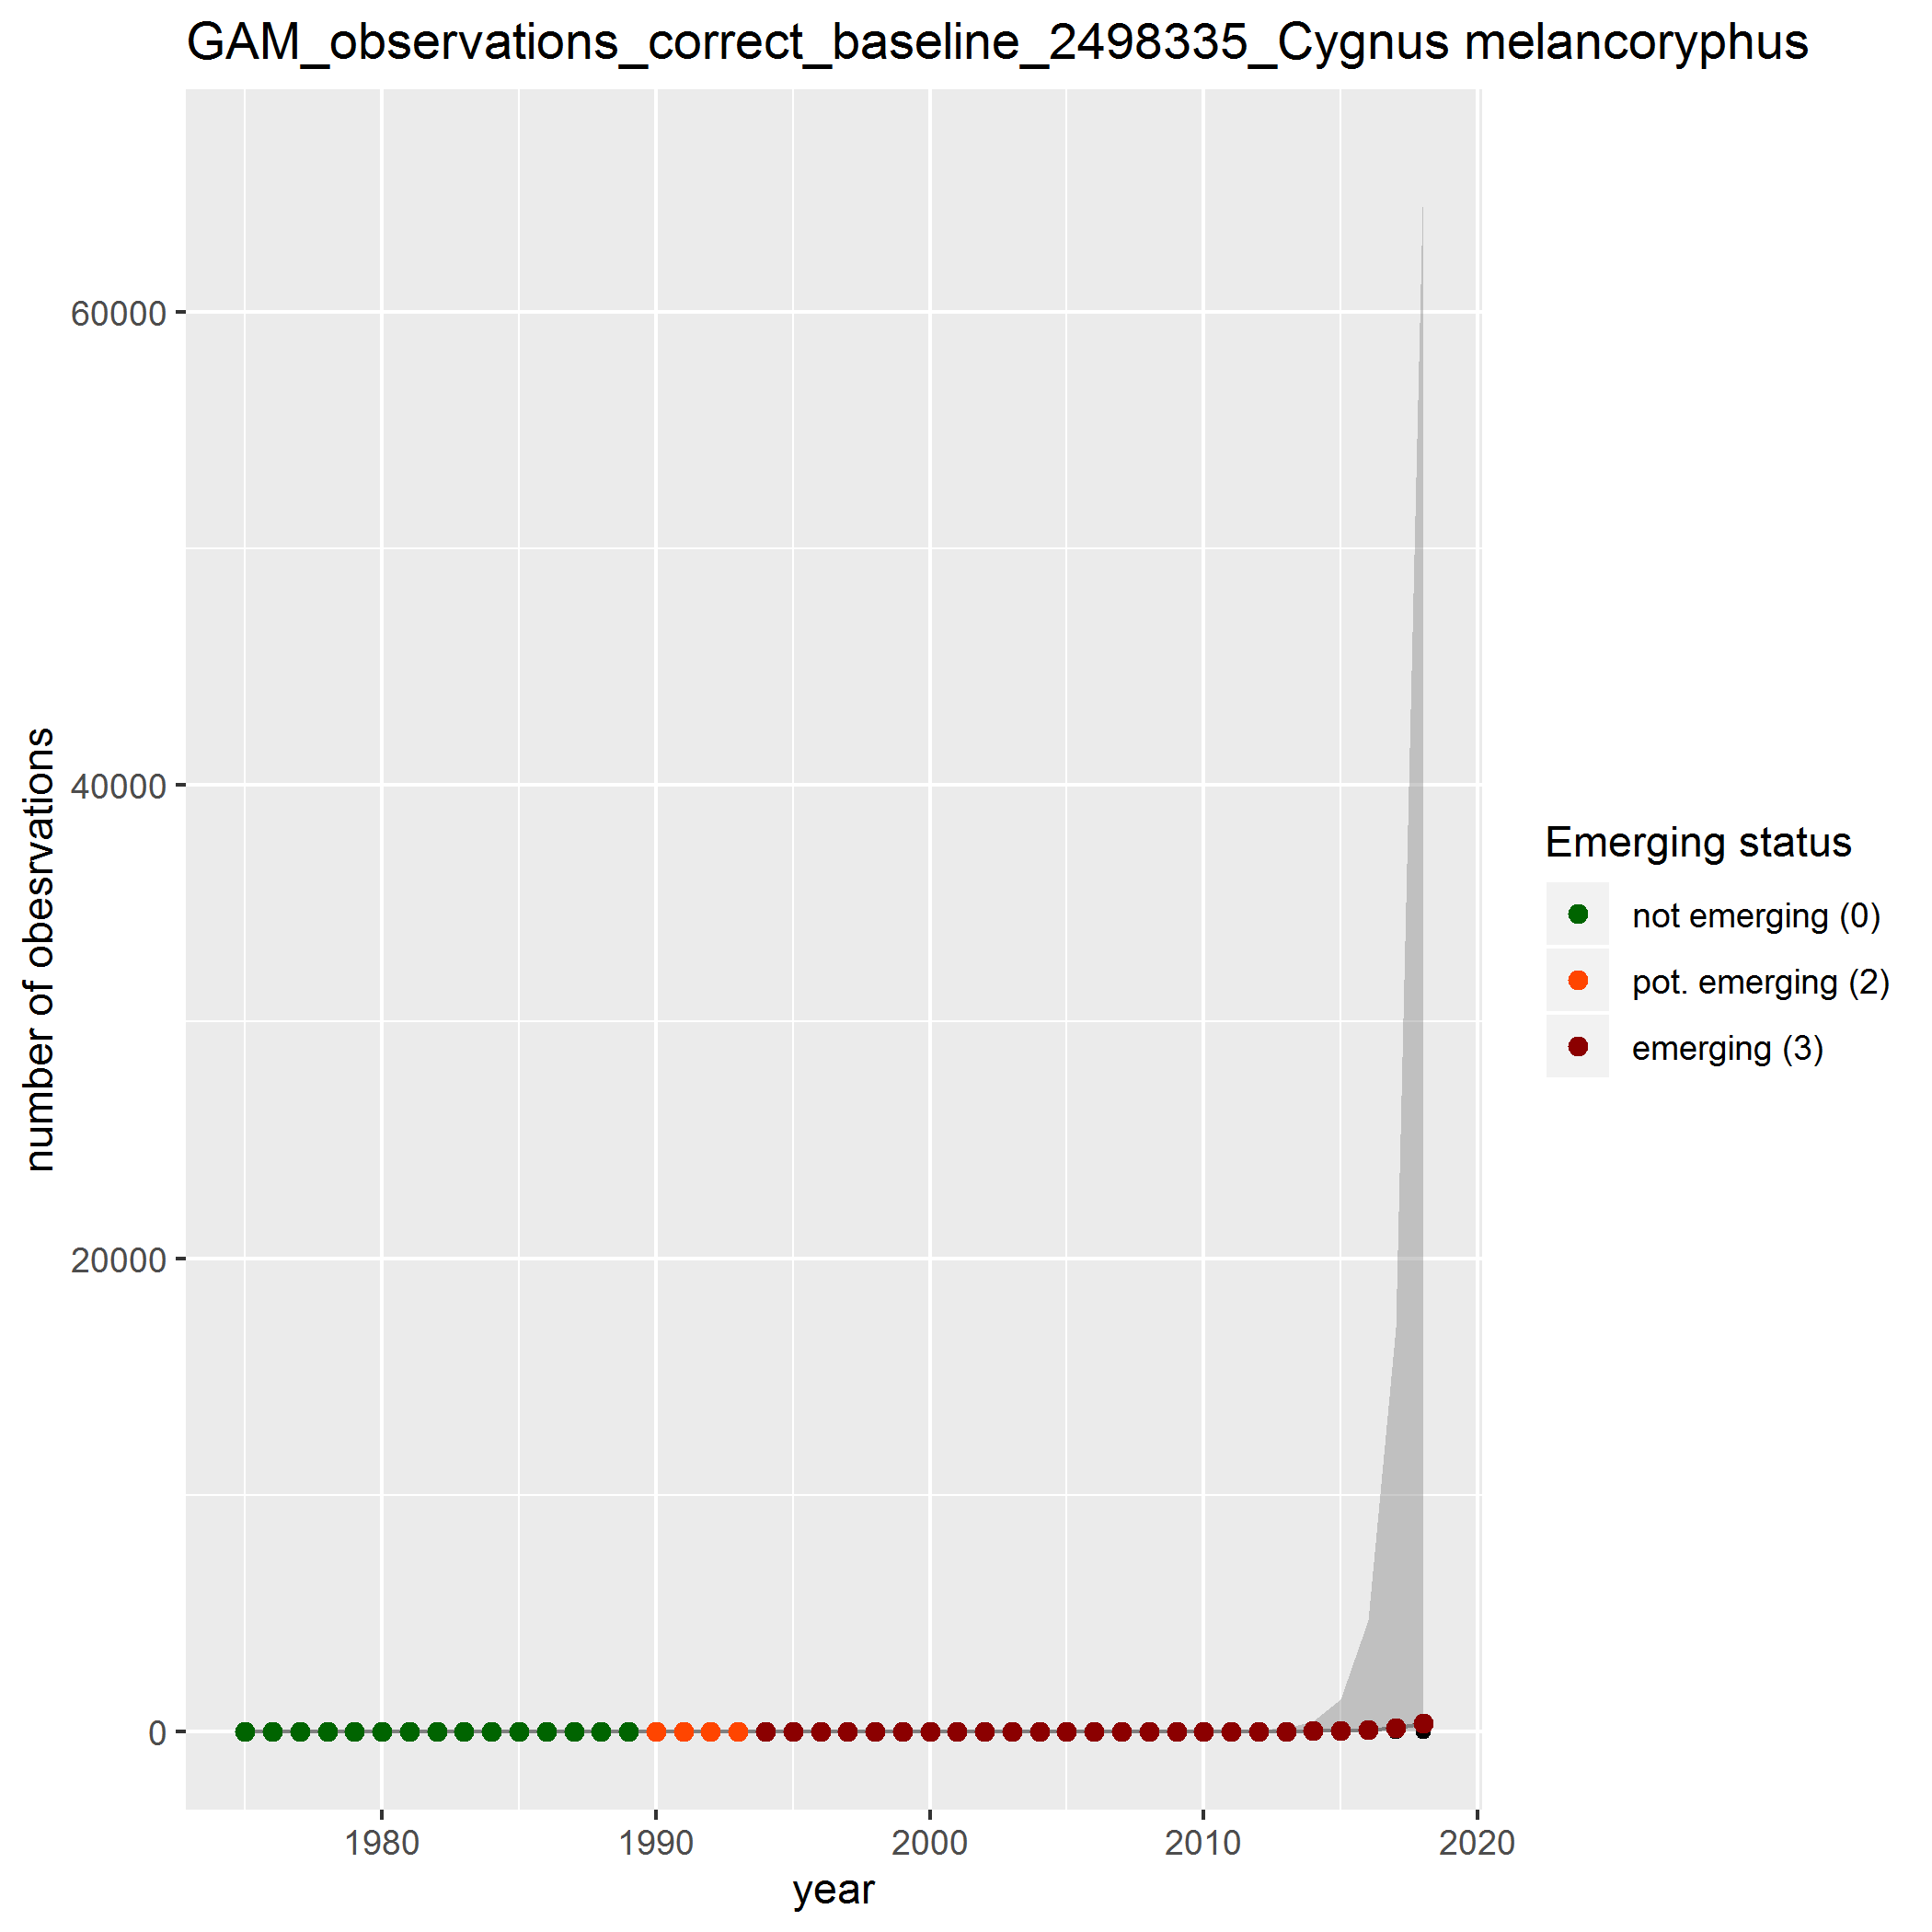 GAM_observations_correct_baseline_2498335_Cygnus melancoryphus
60000
40000
20000
0
number of obesrvations
1980
1990
2000
2010
2020
year
Emerging status
not emerging (0)
pot. emerging (2)
emerging (3)